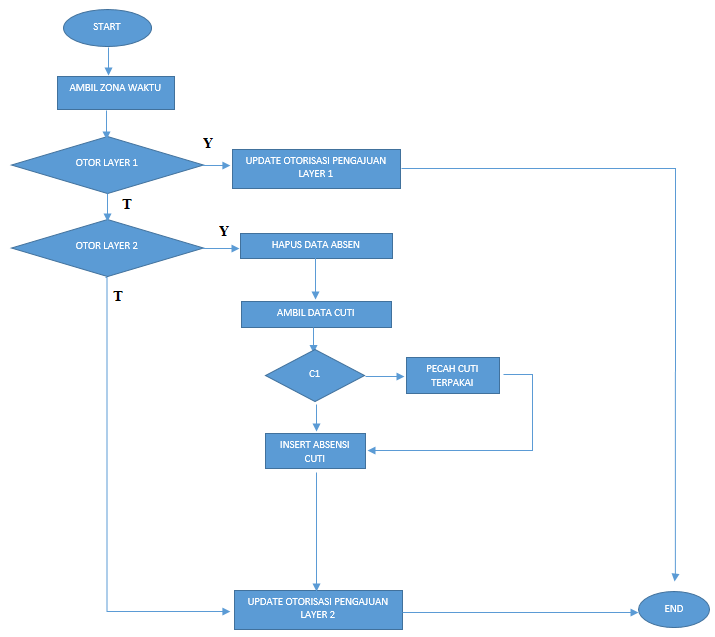 START
AMBIL ZONA WAKTU
OTOR LAYER 1
Y
UPDATE OTORISASI PENGAJUAN
LAYER 1
T
OTOR LAYER 2
Y
HAPUS DATA ABSEN
T
AMBIL DATA CUTI
C1
PECAH CUTI
TERPAKAI
INSERT ABSENSI
CUTI
UPDATE OTORISASI PENGAJUAN
LAYER 2
END